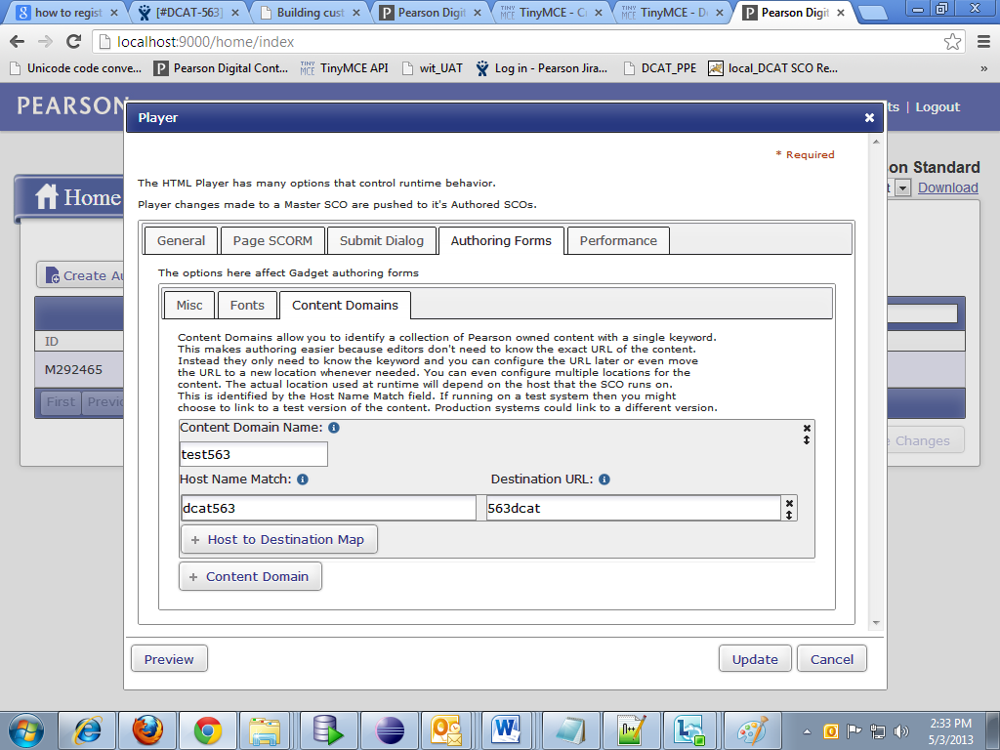 how to regist
[#DCAT-563]
Building cust
Pearson Digit
TinyMCE - C
TinyMCE - D
Pearson Digit
localhost:9000/home/index
Unicode code conve...
Pearson Digital Cont...
TinyMCE API
wit_UAT
Log in - Pearson Jira...
DCAT_PPE
local_DCAT SCO Re...
»
PEARSON
ts | Logout
Player
* Required
on Standard
Home
t Download
The HTML Player has many options that control runtime behavior.
Player changes made to a Master SCO are pushed to it's Authored SCOs.
General
Page SCORM
Submit Dialog
Authoring Forms
Performance
Create Au
The options here affect Gadget authoring forms
Misc
Fonts
Content Domains
ID
M292465
First
Previo
e Changes
Content Domains allow you to identify a collection of Pearson owned content with a single keyword.
This makes authoring easier because editors don't need to know the exact URL of the content.
Instead they only need to know the keyword and you can configure the URL later or even move
the URL to a new location whenever needed. You can even configure multiple locations for the
content. The actual location used at runtime will depend on the host that the SCO runs on.
This is identified by the Host Name Match field. If running on a test system then you might
choose to link to a test version of the content. Production systems could link to a different version.
Content Domain Name:
test563
Host Name Match:
Destination URL:
dcat563
563dcat
+ Host to Destination Map
+ Content Domain
Preview
Update
Cancel
2:33 PM
5/3/2013